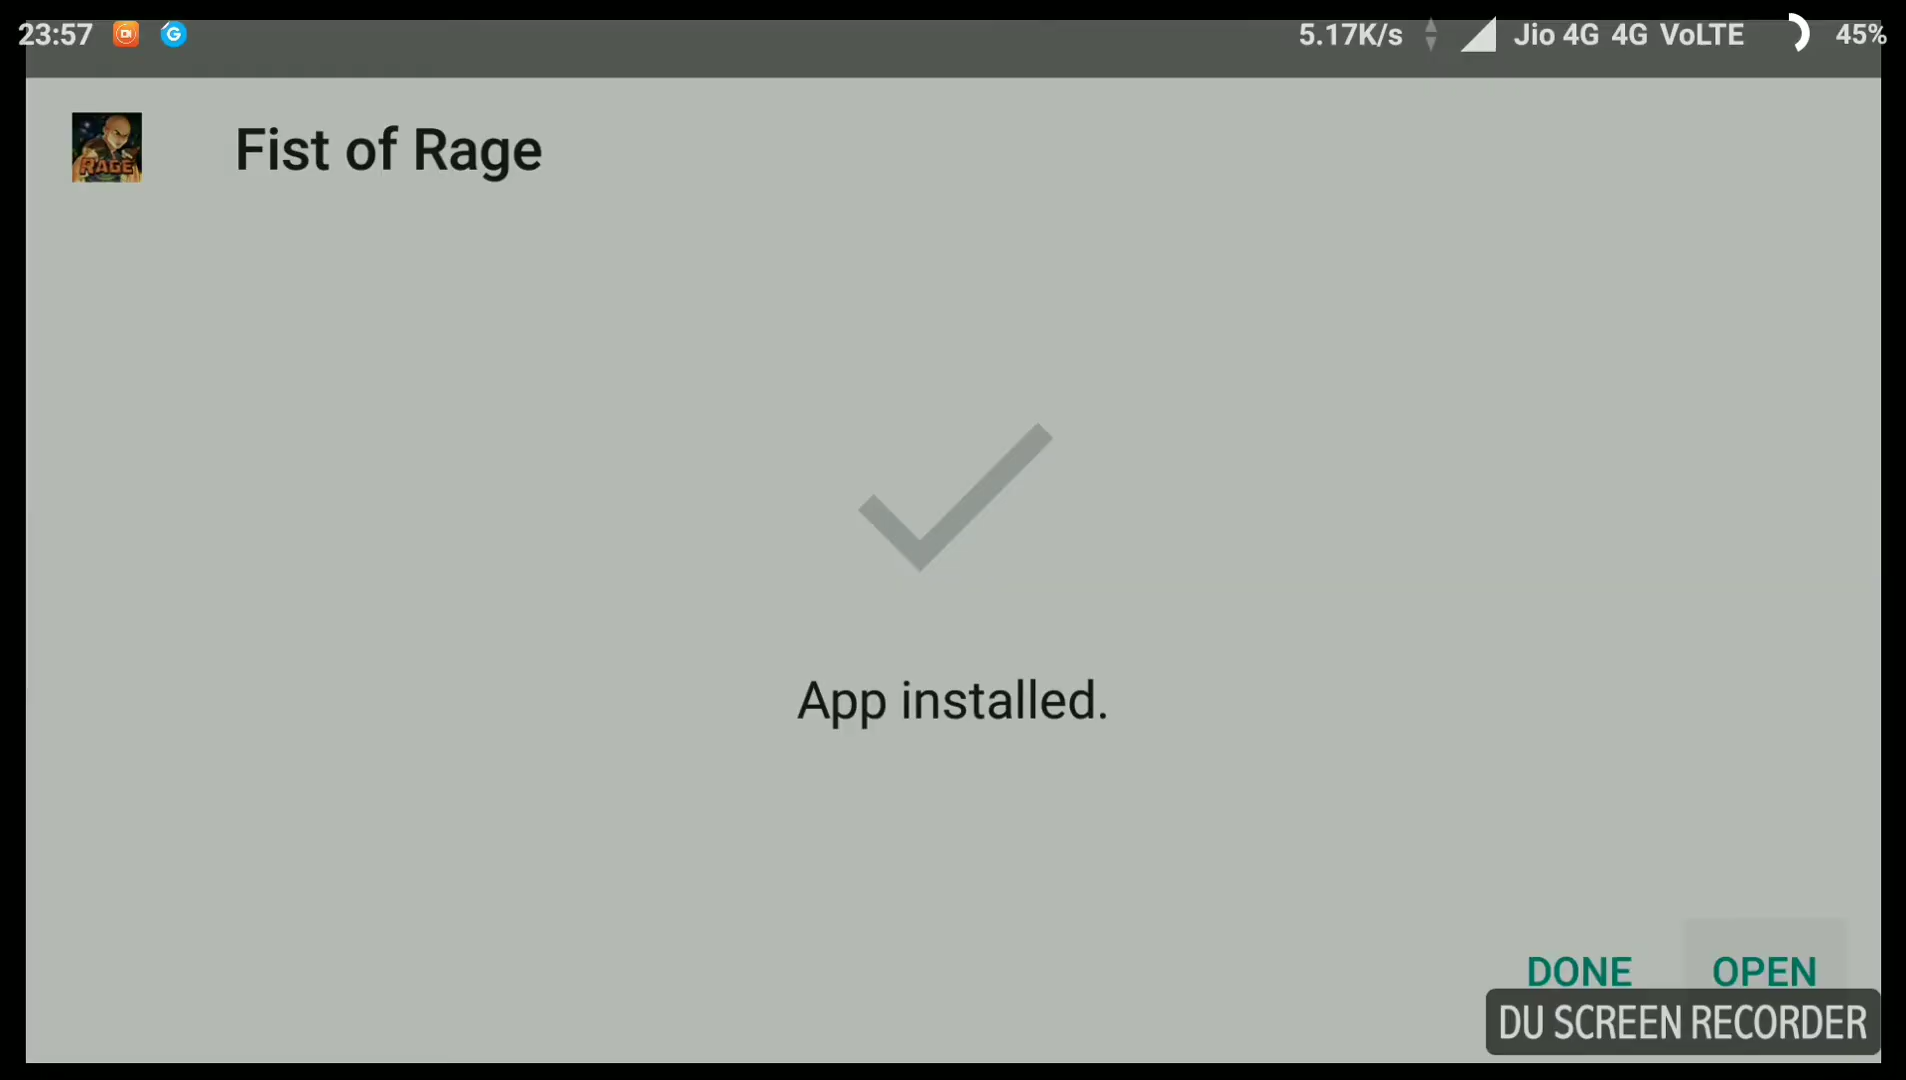 23:57 5.17K/s Jio 4G 4G VoLTE 45%
RAGE
Fist of Rage
App installed.
DONE OPEN
DU SCREEN RECORDER